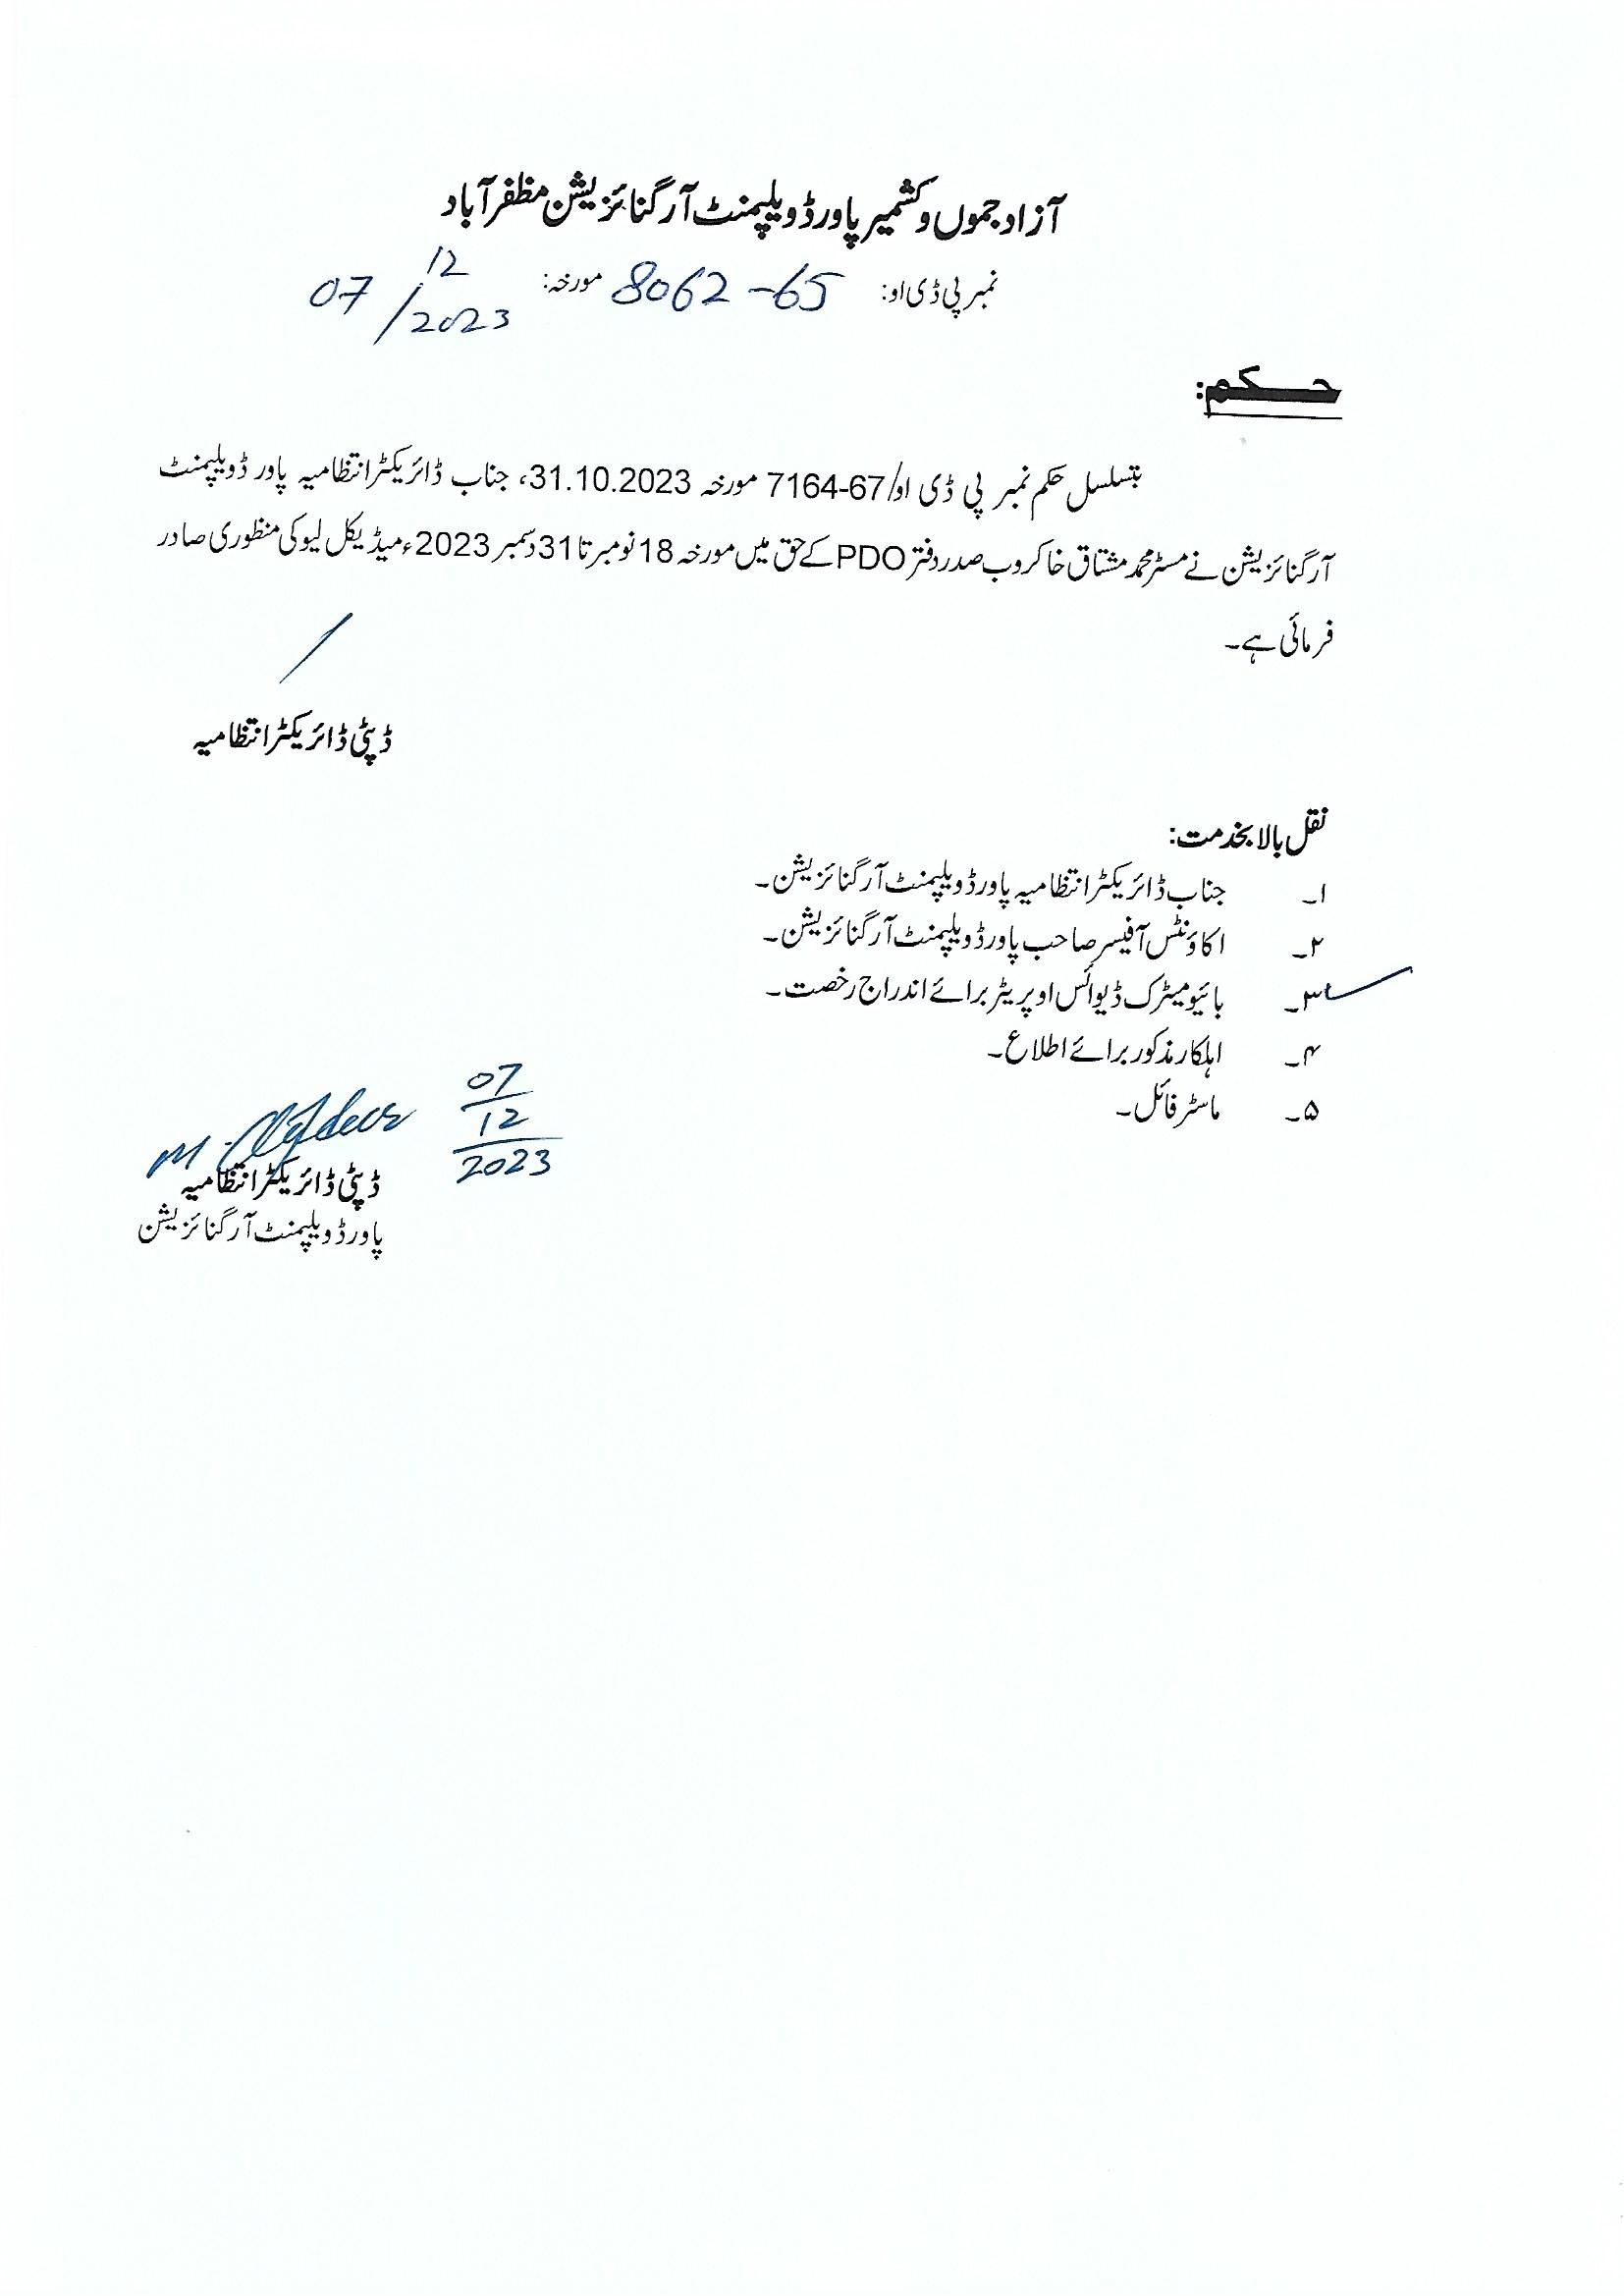 آزاد جموں و کشمیر پاور ڈویلپمنٹ آرگنائزیشن مظفرآباد
نمبر پی ڈی او: 8062-65 مورخہ: 07/12/2023
حکم:
بتسلسل حکم نمبر پی ڈی او/7164-67 مورخہ 31.10.2023، جناب ڈائریکٹر انتظامیہ پاور ڈویلپمنٹ
آرگنائزیشن نے مسٹر محمد مشتاق خاکروب صدر دفتر PDO کے حق میں مورخہ 18 نومبر تا 31 دسمبر 2023ء میڈیکل لیو کی منظوری صادر
فرمائی ہے۔
ڈپٹی ڈائریکٹر انتظامیہ
نقل بالا بخدمت:
۱۔ جناب ڈائریکٹر انتظامیہ پاور ڈویلپمنٹ آرگنائزیشن۔
۲۔ اکاؤنٹس آفیسر صاحب پاور ڈویلپمنٹ آرگنائزیشن۔
۳۔ بائیو میٹرک ڈیوائس اوپریٹر برائے اندراج رخصت۔
۴۔ اہلکار مذکور برائے اطلاع۔
۵۔ ماسٹر فائل۔
07
12
2023
ڈپٹی ڈائریکٹر انتظامیہ
پاور ڈویلپمنٹ آرگنائزیشن